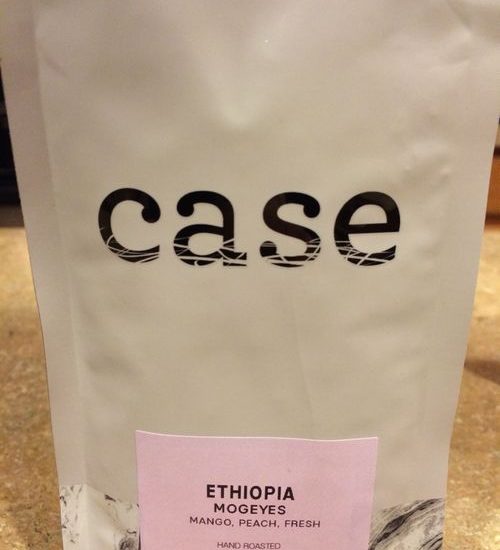 case
ETHIOPIA
MOGEYES
MANGO, PEACH, FRESH
HAND ROASTED